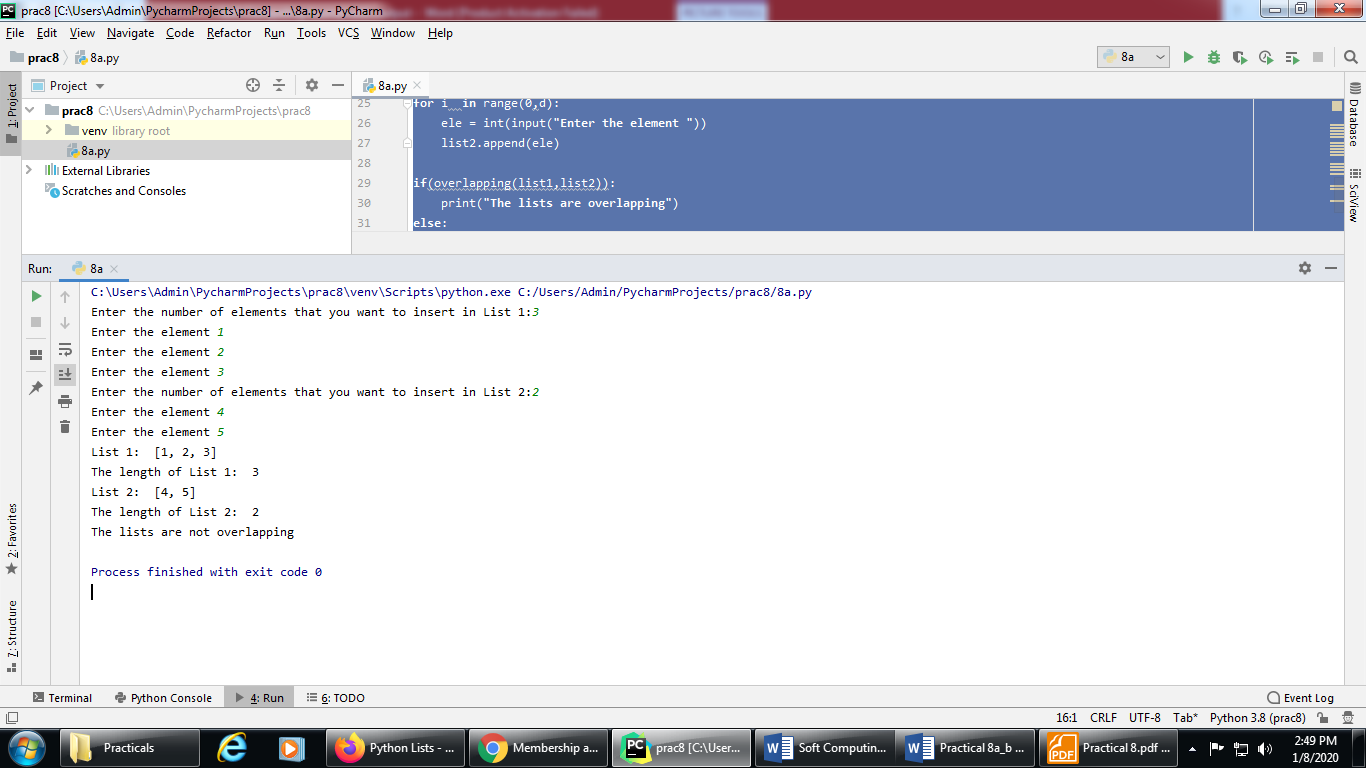 prac8 [C:\Users\Admin\PycharmProjects\prac8] - ...\8a.py - PyCharm
File Edit View Navigate Code Refactor Run Tools VCS Window Help
prac8 8a.py
8a
1: Project
Project
8a.py
prac8 C:\Users\Admin\PycharmProjects\prac8
venv library root
8a.py
External Libraries
Scratches and Consoles
25 for i in range(0,d):
26 ele = int(input("Enter the element "))
27 list2.append(ele)
28
29 if(overlapping(list1,list2)):
30 print("The lists are overlapping")
31 else:
Database
SciView
Run: 8a
C:\Users\Admin\PycharmProjects\prac8\venv\Scripts\python.exe C:/Users/Admin/PycharmProjects/prac8/8a.py
Enter the number of elements that you want to insert in List 1:3
Enter the element 1
Enter the element 2
Enter the element 3
Enter the number of elements that you want to insert in List 2:2
Enter the element 4
Enter the element 5
List 1:  [1, 2, 3]
The length of List 1:  3
List 2:  [4, 5]
The length of List 2:  2
The lists are not overlapping
Process finished with exit code 0
2: Favorites
7: Structure
Terminal Python Console 4: Run 6: TODO Event Log
16:1 CRLF UTF-8 Tab* Python 3.8 (prac8)
Practicals
Python Lists - ...
Membership a...
PC prac8 [C:\User...
Soft Computin...
Practical 8a_b ...
PDF Practical 8.pdf ...
2:49 PM
1/8/2020